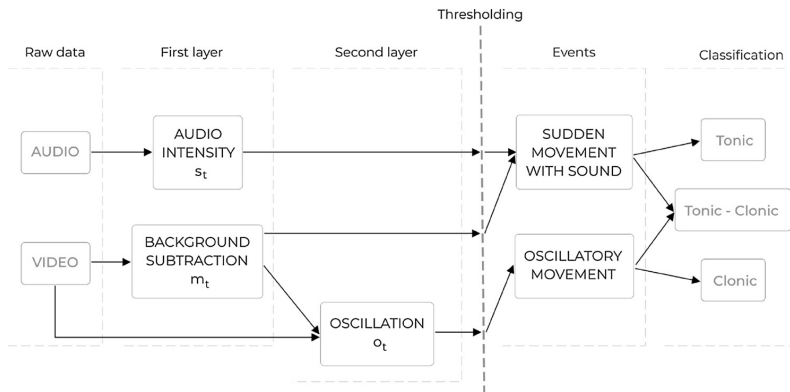 Thresholding
Raw data
First layer
Second layer
Events
Classification
AUDIO
AUDIO
INTENSITY
sₜ
SUDDEN
MOVEMENT
WITH SOUND
Tonic
Tonic - Clonic
VIDEO
BACKGROUND
SUBTRACTION
mₜ
OSCILLATORY
MOVEMENT
Clonic
OSCILLATION
oₜ